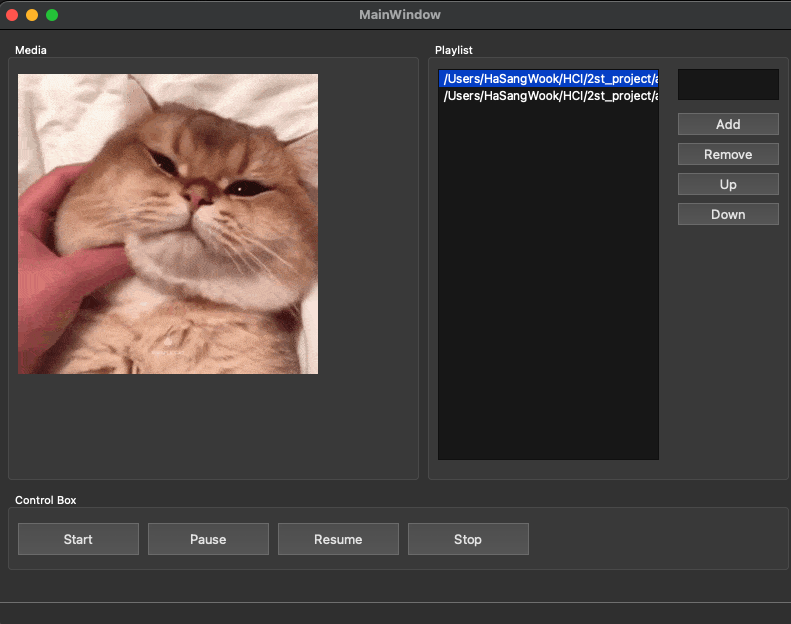 MainWindow
Media
Playlist
/Users/HaSangWook/HCI/2st_project/a
/Users/HaSangWook/HCI/2st_project/a
Add
Remove
Up
Down
Control Box
Start
Pause
Resume
Stop